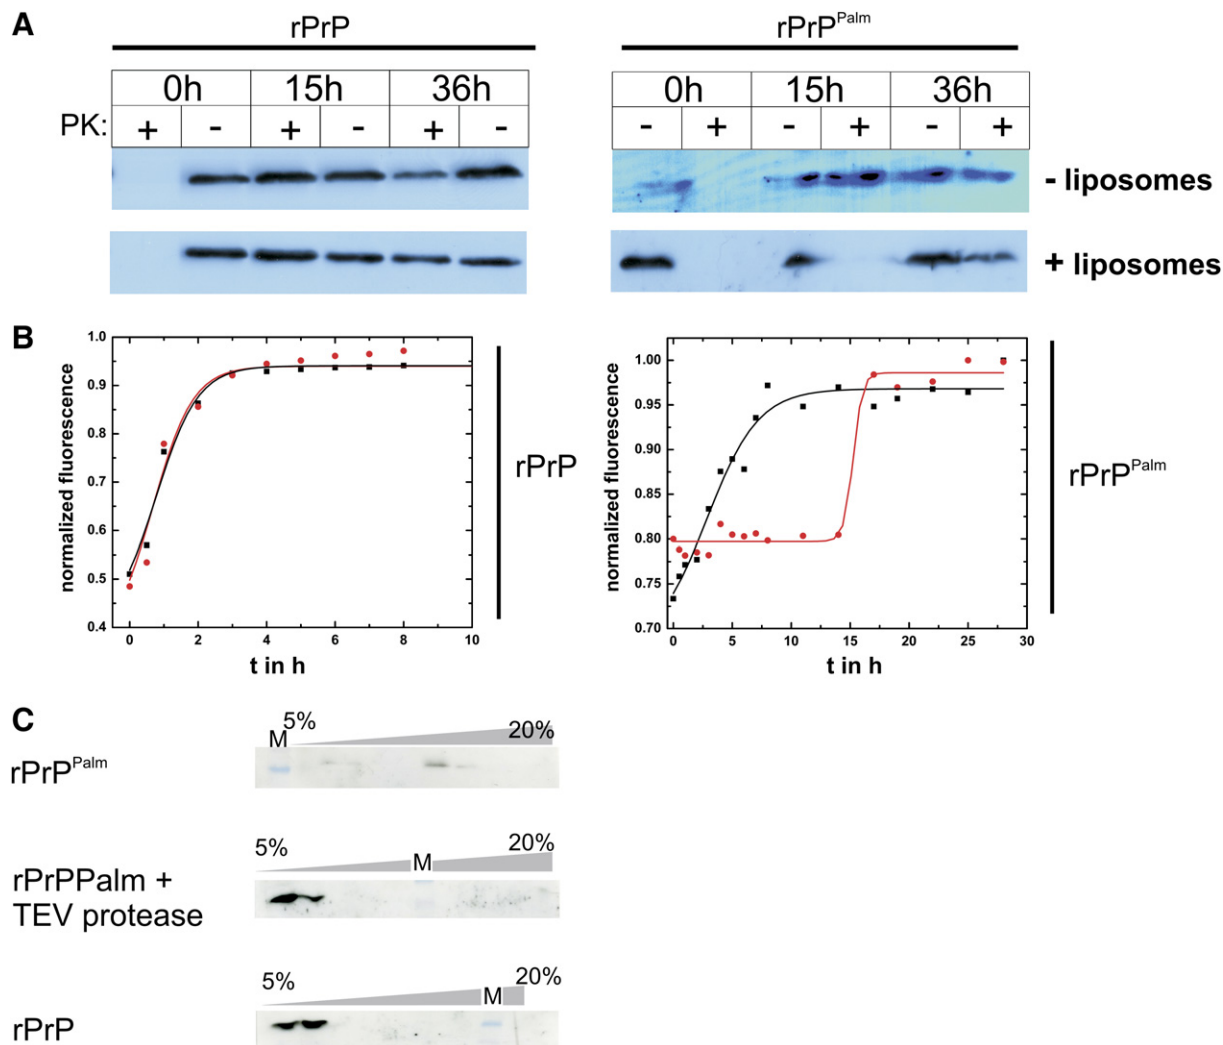 A
rPrP
rPrP^Palm
0h 15h 36h
0h 15h 36h
PK: + - + - + -
- + - + - +
- liposomes
+ liposomes
B
1.0
0.9
0.8
0.7
0.6
0.5
0.4
normalized fluorescence
0 2 4 6 8 10
t in h
rPrP
1.00
0.95
0.90
0.85
0.80
0.75
0.70
normalized fluorescence
0 5 10 15 20 25 30
t in h
rPrP^Palm
C
M 5% 20%
rPrP^Palm
5% M 20%
rPrPPalm +
TEV protease
5% M 20%
rPrP